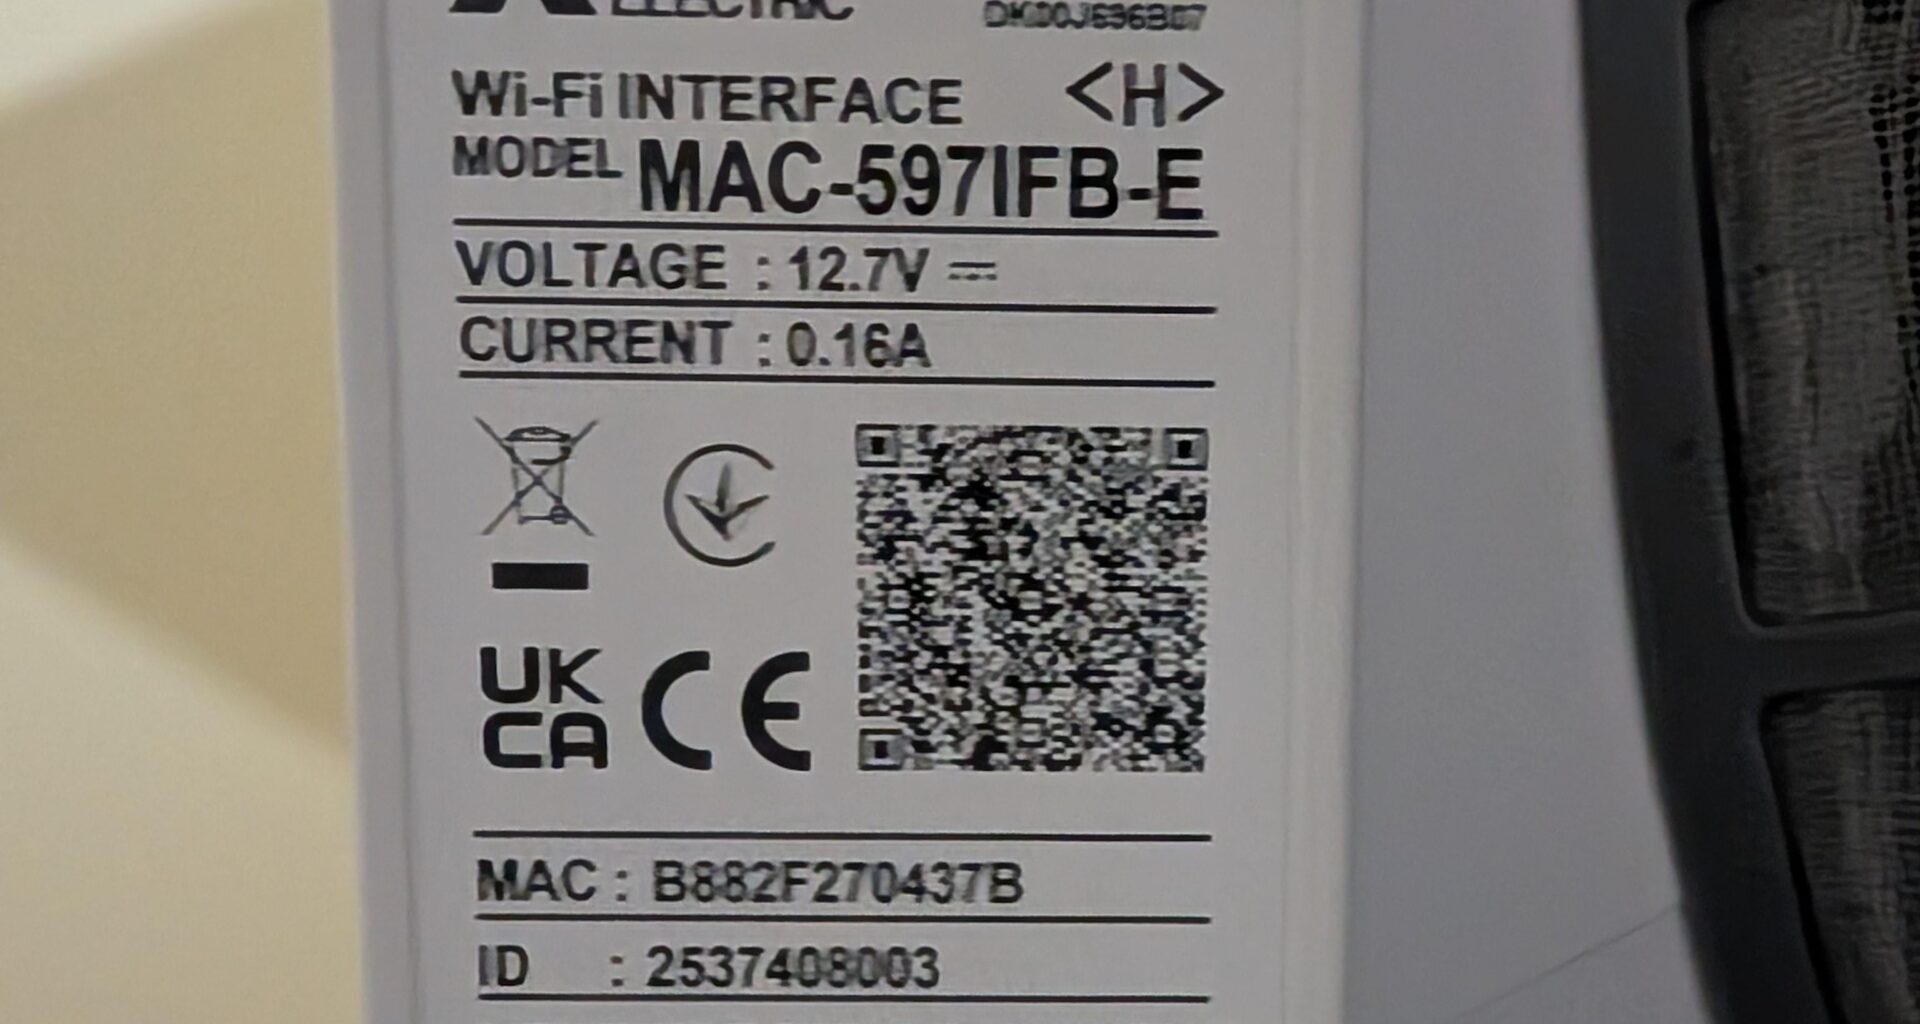 ELECTRIC
Wi-Fi INTERFACE <H>
MODEL MAC-597IFB-E
VOLTAGE : 12.7V
CURRENT : 0.16A
UK
CA CE
MAC : B882F270437B
ID : 2537408003